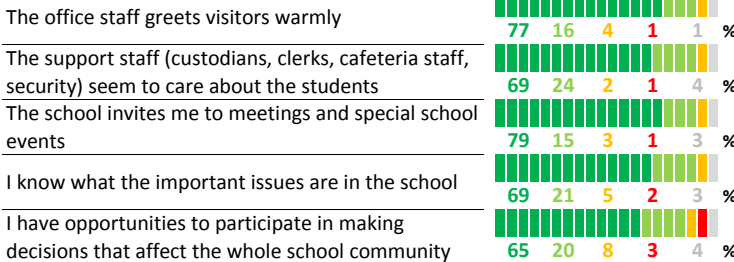 The office staff greets visitors warmly
77 16 4 1 1 %
The support staff (custodians, clerks, cafeteria staff,
security) seem to care about the students
69 24 2 1 4 %
The school invites me to meetings and special school
events
79 15 3 1 3 %
I know what the important issues are in the school
69 21 5 2 3 %
I have opportunities to participate in making
decisions that affect the whole school community
65 20 8 3 4 %